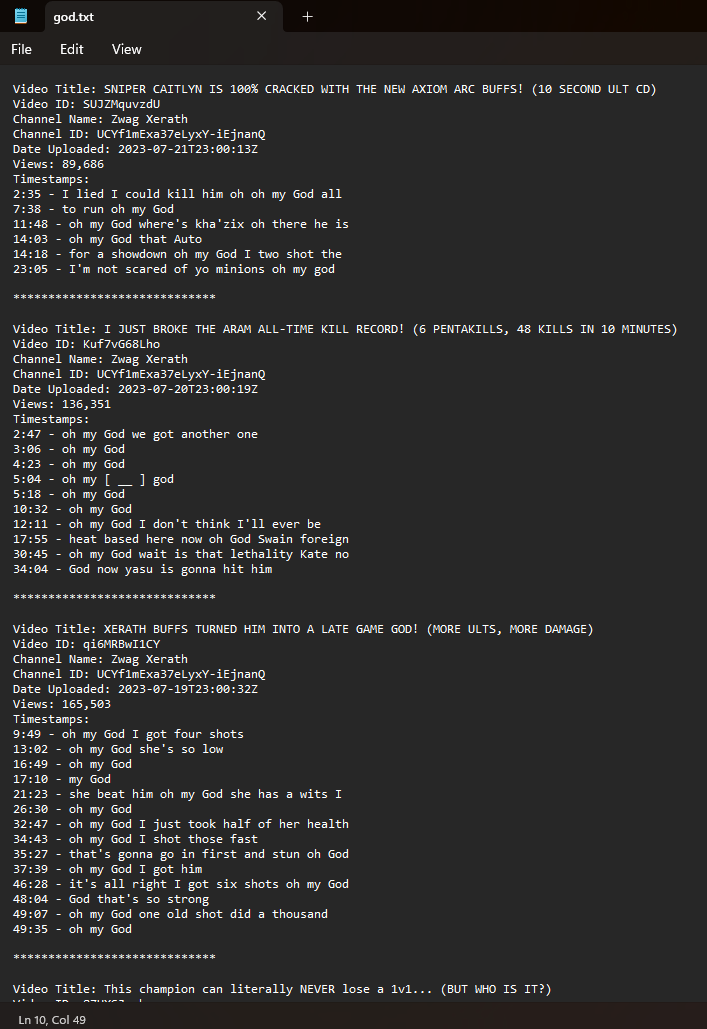 god.txt
File Edit View
Video Title: SNIPER CAITLYN IS 100% CRACKED WITH THE NEW AXIOM ARC BUFFS! (10 SECOND ULT CD)
Video ID: SUJZMquvzdU
Channel Name: Zwag Xerath
Channel ID: UCYf1mExa37eLyxY-iEjnanQ
Date Uploaded: 2023-07-21T23:00:13Z
Views: 89,686
Timestamps:
2:35 - I lied I could kill him oh oh my God all
7:38 - to run oh my God
11:48 - oh my God where's kha'zix oh there he is
14:03 - oh my God that Auto
14:18 - for a showdown oh my God I two shot the
23:05 - I'm not scared of yo minions oh my god
*****************************
Video Title: I JUST BROKE THE ARAM ALL-TIME KILL RECORD! (6 PENTAKILLS, 48 KILLS IN 10 MINUTES)
Video ID: Kuf7vG68Lho
Channel Name: Zwag Xerath
Channel ID: UCYf1mExa37eLyxY-iEjnanQ
Date Uploaded: 2023-07-20T23:00:19Z
Views: 136,351
Timestamps:
2:47 - oh my God we got another one
3:06 - oh my God
4:23 - oh my God
5:04 - oh my [ __ ] god
5:18 - oh my God
10:32 - oh my God
12:11 - oh my God I don't think I'll ever be
17:55 - heat based here now oh God Swain foreign
30:45 - oh my God wait is that lethality Kate no
34:04 - God now yasu is gonna hit him
*****************************
Video Title: XERATH BUFFS TURNED HIM INTO A LATE GAME GOD! (MORE ULTS, MORE DAMAGE)
Video ID: qi6MRBwI1CY
Channel Name: Zwag Xerath
Channel ID: UCYf1mExa37eLyxY-iEjnanQ
Date Uploaded: 2023-07-19T23:00:32Z
Views: 165,503
Timestamps:
9:49 - oh my God I got four shots
13:02 - oh my God she's so low
16:49 - oh my God
17:10 - my God
21:23 - she beat him oh my God she has a wits I
26:30 - oh my God
32:47 - oh my God I just took half of her health
34:43 - oh my God I shot those fast
35:27 - that's gonna go in first and stun oh God
37:39 - oh my God I got him
46:28 - it's all right I got six shots oh my God
48:04 - God that's so strong
49:07 - oh my God one old shot did a thousand
49:35 - oh my God
*****************************
Video Title: This champion can literally NEVER lose a 1v1... (BUT WHO IS IT?)
Ln 10, Col 49